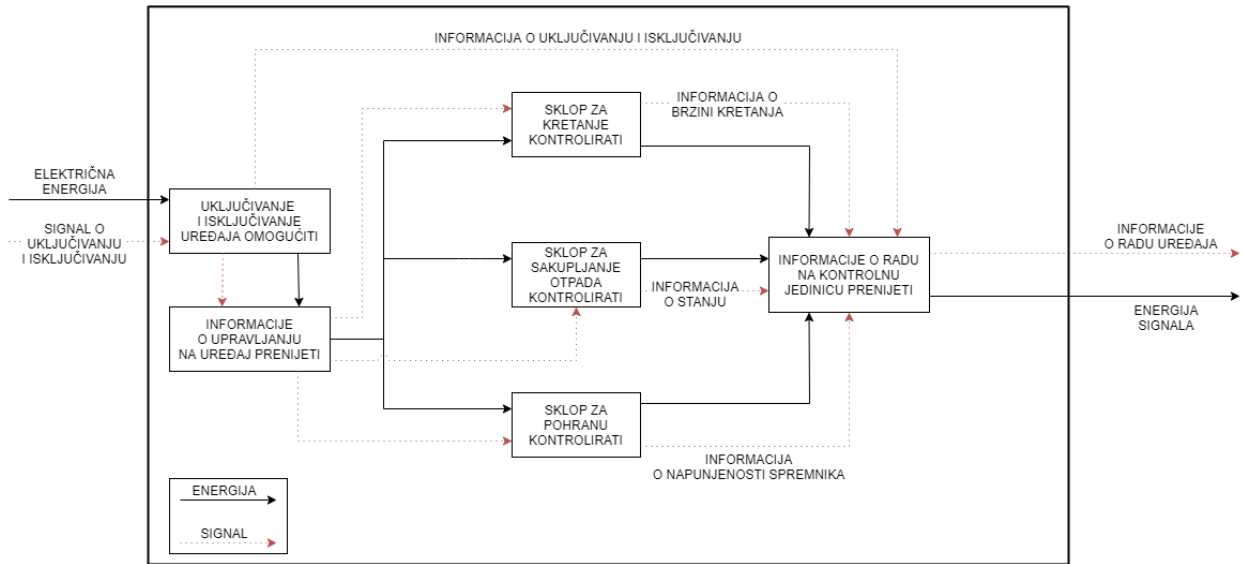 INFORMACIJA O UKLJUČIVANJU I ISKLJUČIVANJU
SKLOP ZA
KRETANJE
KONTROLIRATI
INFORMACIJA O
BRZINI KRETANJA
ELEKTRIČNA
ENERGIJA
UKLJUČIVANJE
I ISKLJUČIVANJE
UREĐAJA OMOGUĆITI
SIGNAL O
UKLJUČIVANJU
I ISKLJUČIVANJU
SKLOP ZA
SAKUPLJANJE
OTPADA
KONTROLIRATI
INFORMACIJA
O STANJU
INFORMACIJE O RADU
NA KONTROLNU
JEDINICU PRENIJETI
INFORMACIJE
O RADU UREĐAJA
ENERGIJA
SIGNALA
INFORMACIJE
O UPRAVLJANJU
NA UREĐAJ PRENIJETI
SKLOP ZA
POHRANU
KONTROLIRATI
INFORMACIJA
O NAPUNJENOSTI SPREMNIKA
ENERGIJA
SIGNAL